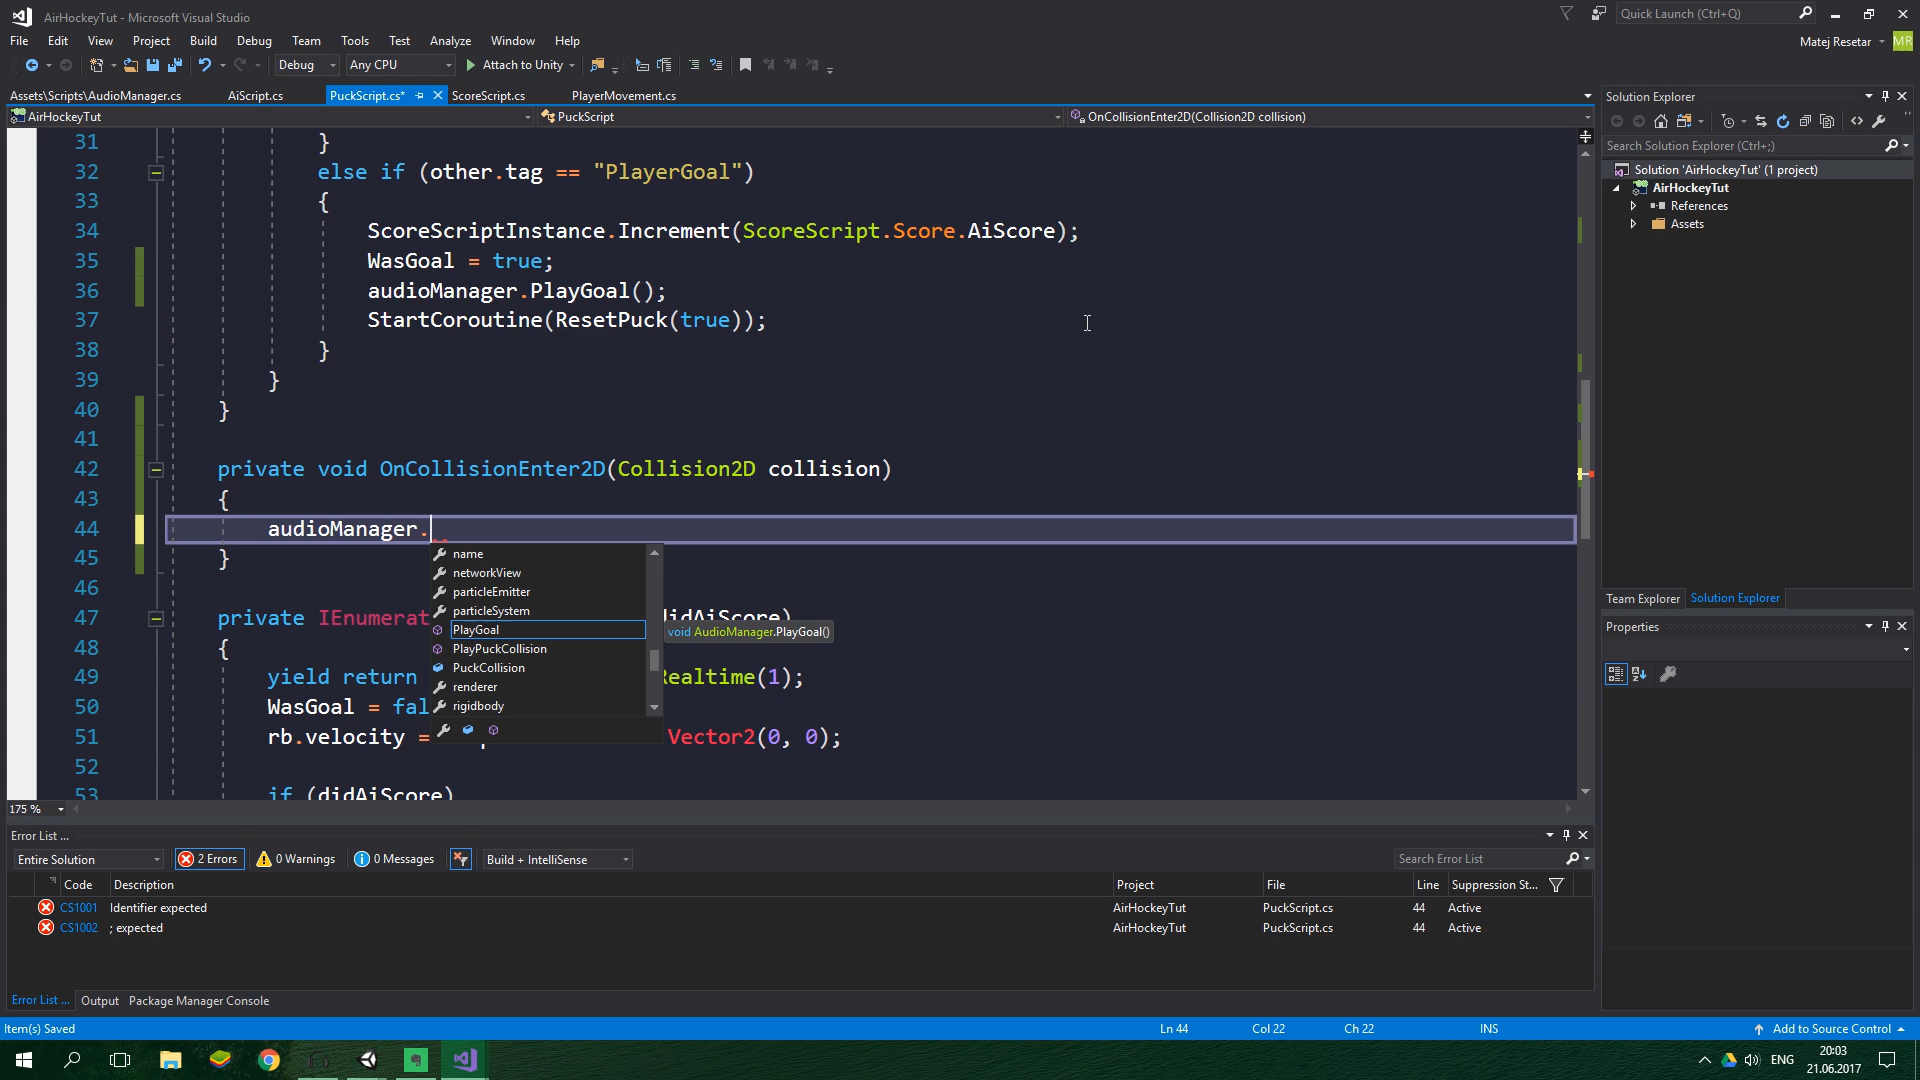 AirHockeyTut - Microsoft Visual Studio
Quick Launch (Ctrl+Q)
File Edit View Project Build Debug Team Tools Test Analyze Window Help
Matej Resetar MR
Debug Any CPU Attach to Unity
Assets\Scripts\AudioManager.cs AiScript.cs PuckScript.cs* ScoreScript.cs PlayerMovement.cs
AirHockeyTut PuckScript OnCollisionEnter2D(Collision2D collision)
31 }
32 else if (other.tag == "PlayerGoal")
33 {
34 ScoreScriptInstance.Increment(ScoreScript.Score.AiScore);
35 WasGoal = true;
36 audioManager.PlayGoal();
37 StartCoroutine(ResetPuck(true));
38 }
39 }
40 }
41
42 private void OnCollisionEnter2D(Collision2D collision)
43 {
44 audioManager.
45 }
46
47 private IEnumerat didAiScore)
48 {
49 yield return Realtime(1);
50 WasGoal = fal
51 rb.velocity = Vector2(0, 0);
52
53 if (didAiScore)
name
networkView
particleEmitter
particleSystem
PlayGoal
PlayPuckCollision
PuckCollision
renderer
rigidbody
void AudioManager.PlayGoal()
175 %
Solution Explorer
Search Solution Explorer (Ctrl+;)
Solution 'AirHockeyTut' (1 project)
AirHockeyTut
References
Assets
Team Explorer Solution Explorer
Properties
Error List ...
Entire Solution 2 Errors 0 Warnings 0 Messages Build + IntelliSense Search Error List
Code Description Project File Line Suppression St...
CS1001 Identifier expected AirHockeyTut PuckScript.cs 44 Active
CS1002 ; expected AirHockeyTut PuckScript.cs 44 Active
Error List ... Output Package Manager Console
Item(s) Saved Ln 44 Col 22 Ch 22 INS Add to Source Control
ENG 20:03
21.06.2017